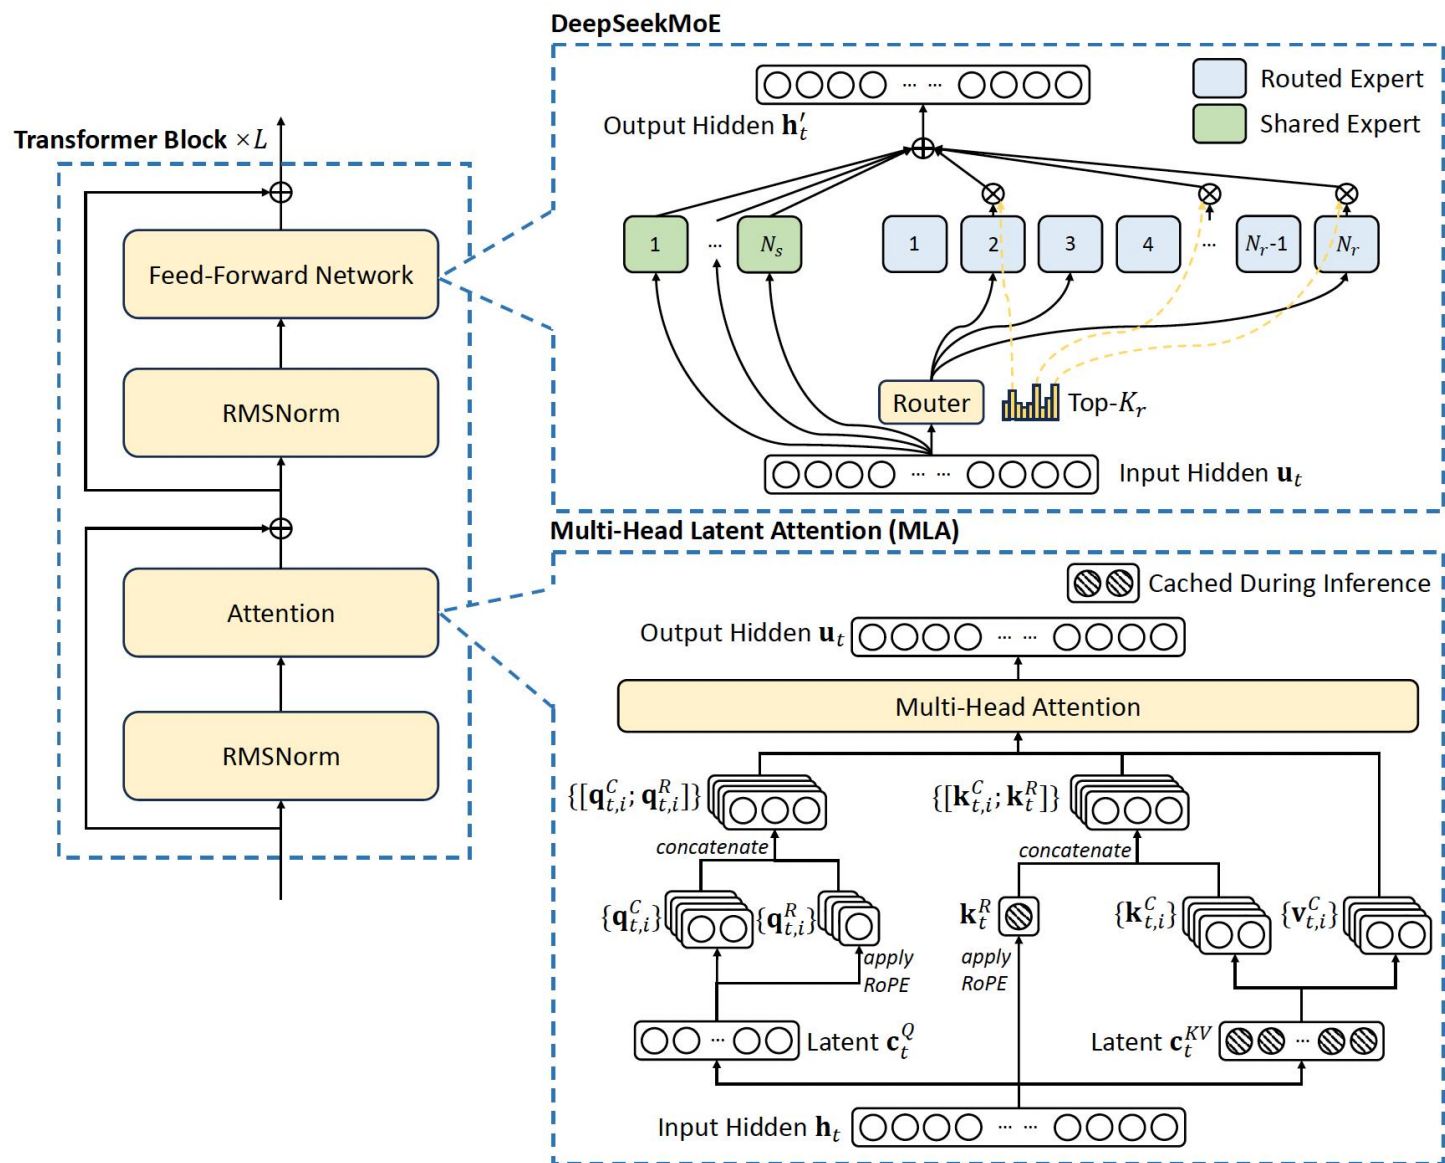 DeepSeekMoE
Routed Expert
Shared Expert
Output Hidden h′_t
1 ... N_s 1 2 3 4 ... N_r-1 N_r
Router
Top-K_r
... ...
Input Hidden u_t
Transformer Block ×L
Feed-Forward Network
RMSNorm
Attention
RMSNorm
Multi-Head Latent Attention (MLA)
Cached During Inference
Output Hidden u_t ... ...
Multi-Head Attention
{[q^C_{t,i}; q^R_{t,i}]} {[k^C_{t,i}; k^R_t]}
concatenate concatenate
{q^C_{t,i}} {q^R_{t,i}} k^R_t {k^C_{t,i}} {v^C_{t,i}}
apply RoPE
apply RoPE
... Latent c^Q_t Latent c^{KV}_t ...
Input Hidden h_t ... ...